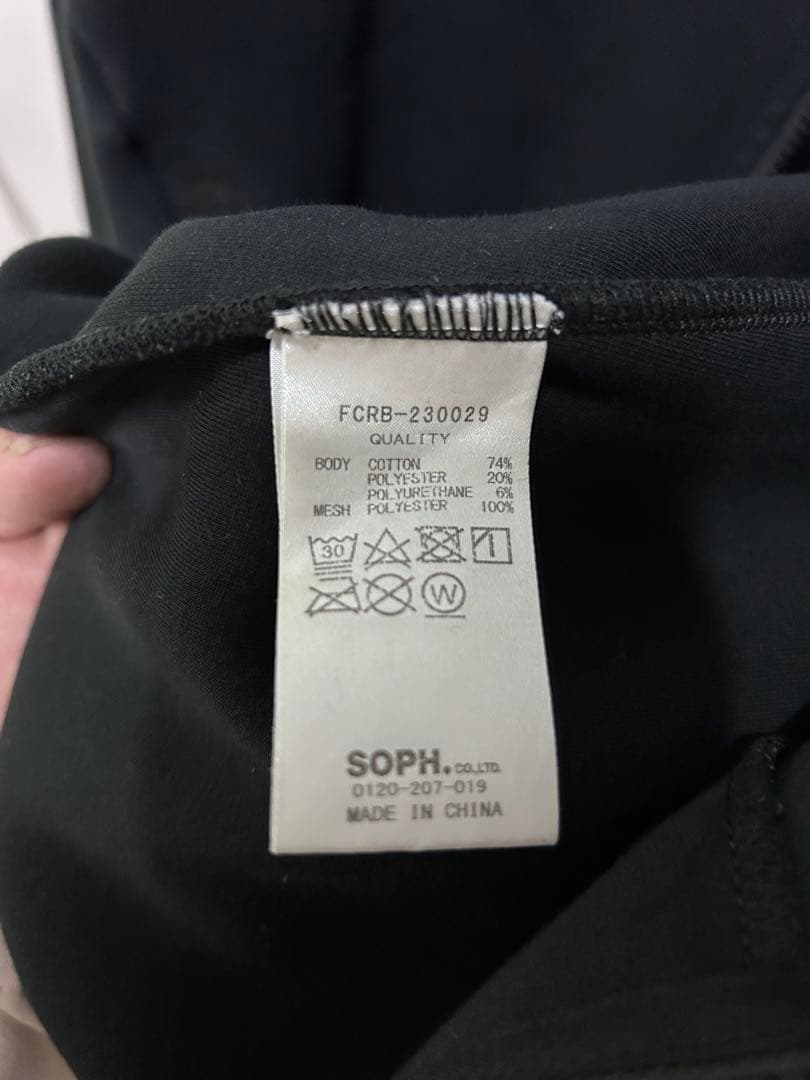 FCRB-230029
QUALITY
BODY COTTON 74%
POLYESTER 20%
POLYURETHANE 6%
MESH POLYESTER 100%
30
W
SOPH. CO.,LTD.
0120-207-019
MADE IN CHINA